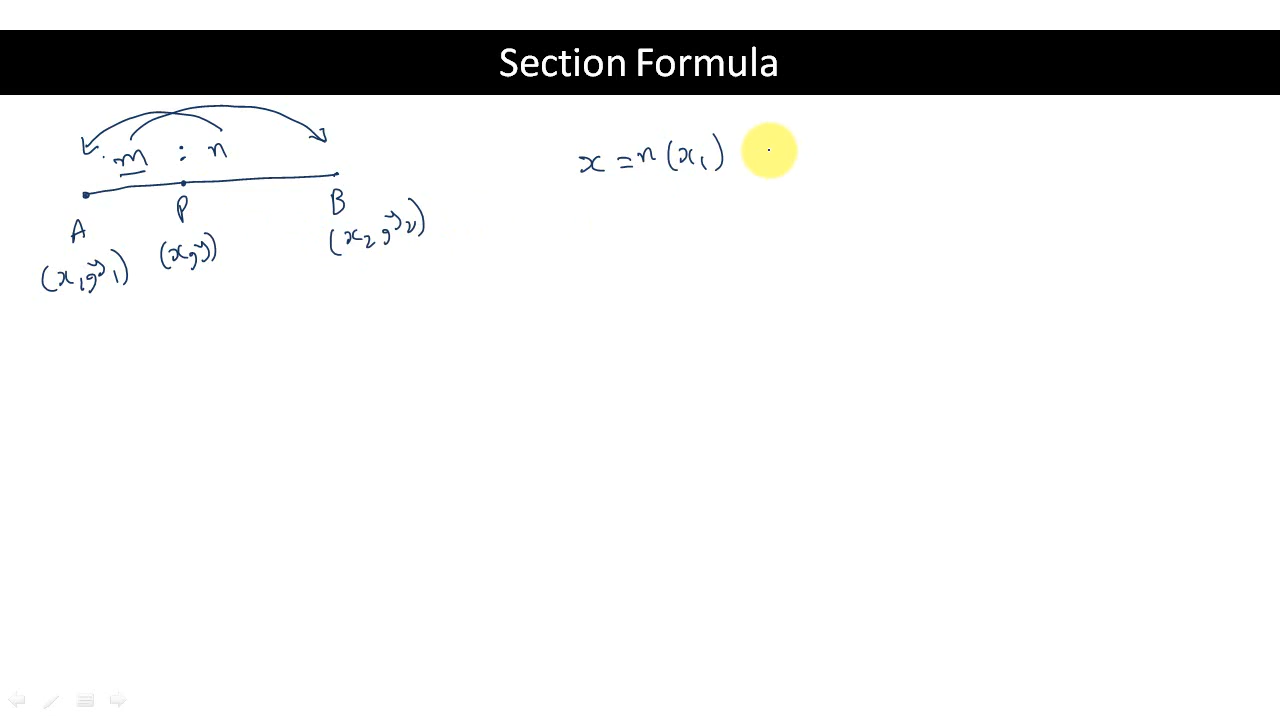 Section Formula
m : n
x = n(x₁)
A P B
(x₁, y₁) (x, y) (x₂, y₂)